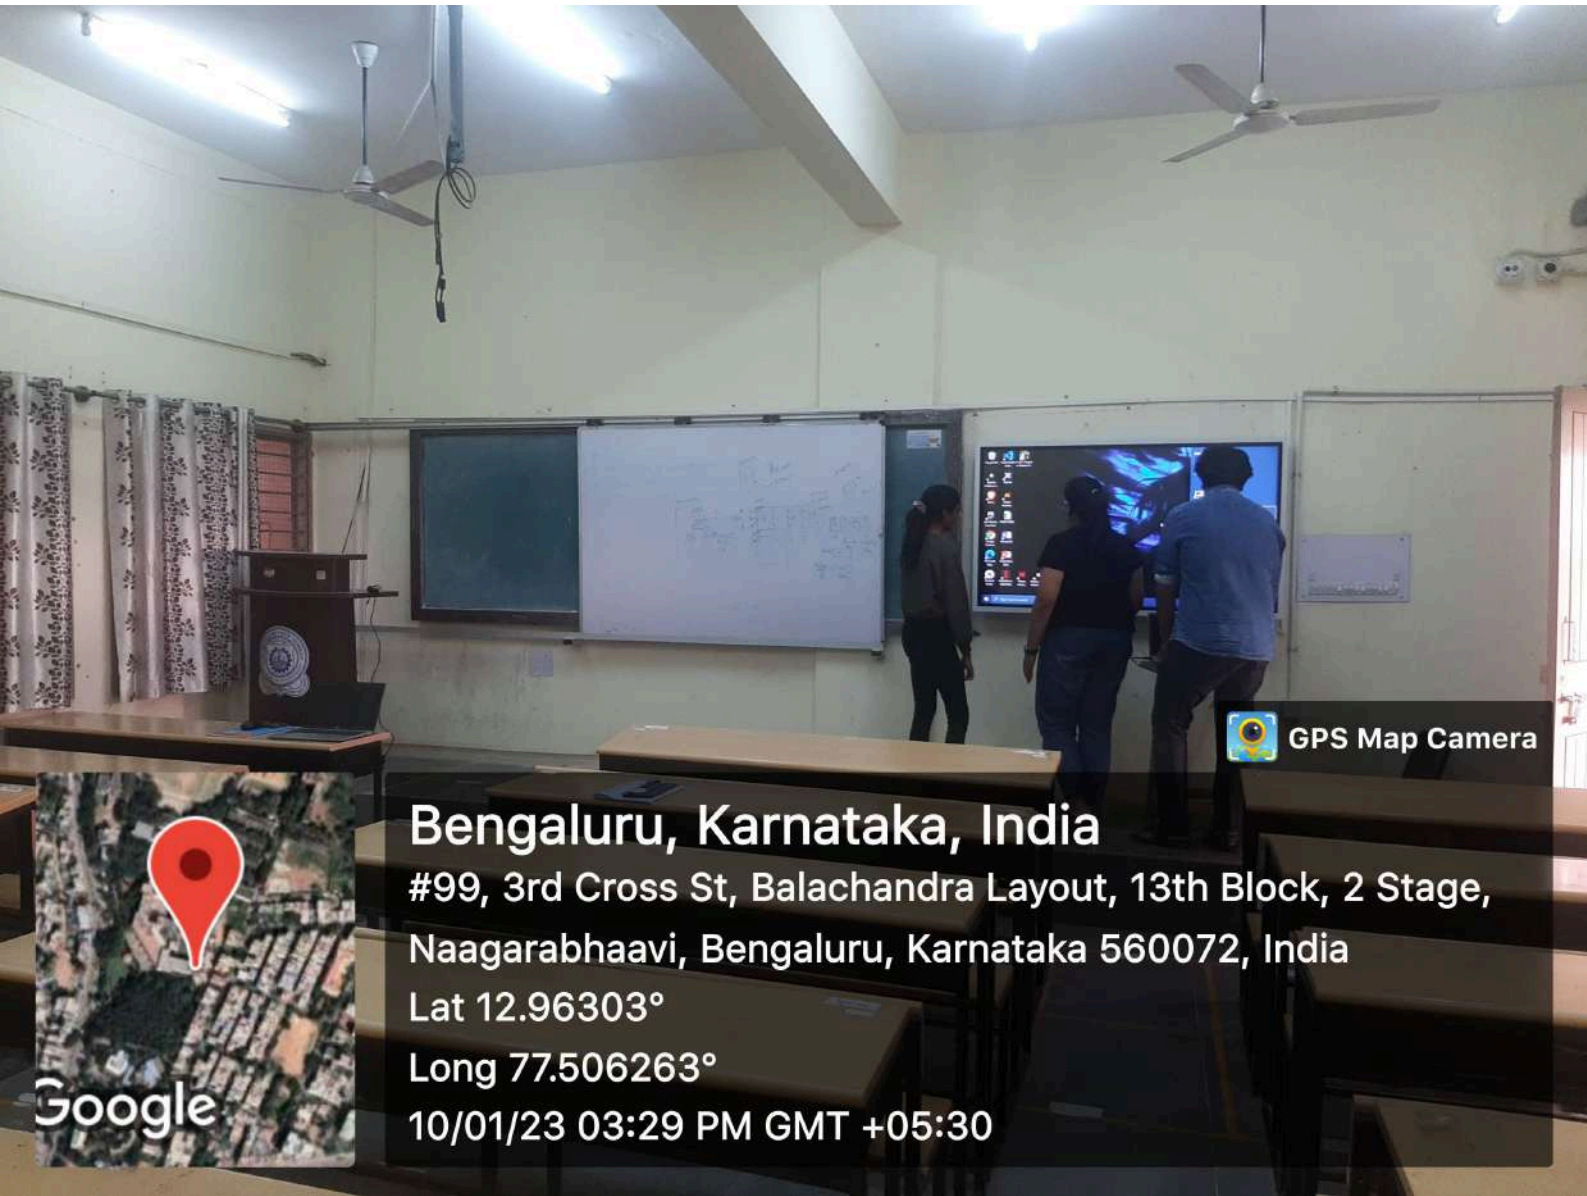 GPS Map Camera
Bengaluru, Karnataka, India
#99, 3rd Cross St, Balachandra Layout, 13th Block, 2 Stage,
Naagarabhaavi, Bengaluru, Karnataka 560072, India
Lat 12.96303°
Long 77.506263°
10/01/23 03:29 PM GMT +05:30
Google